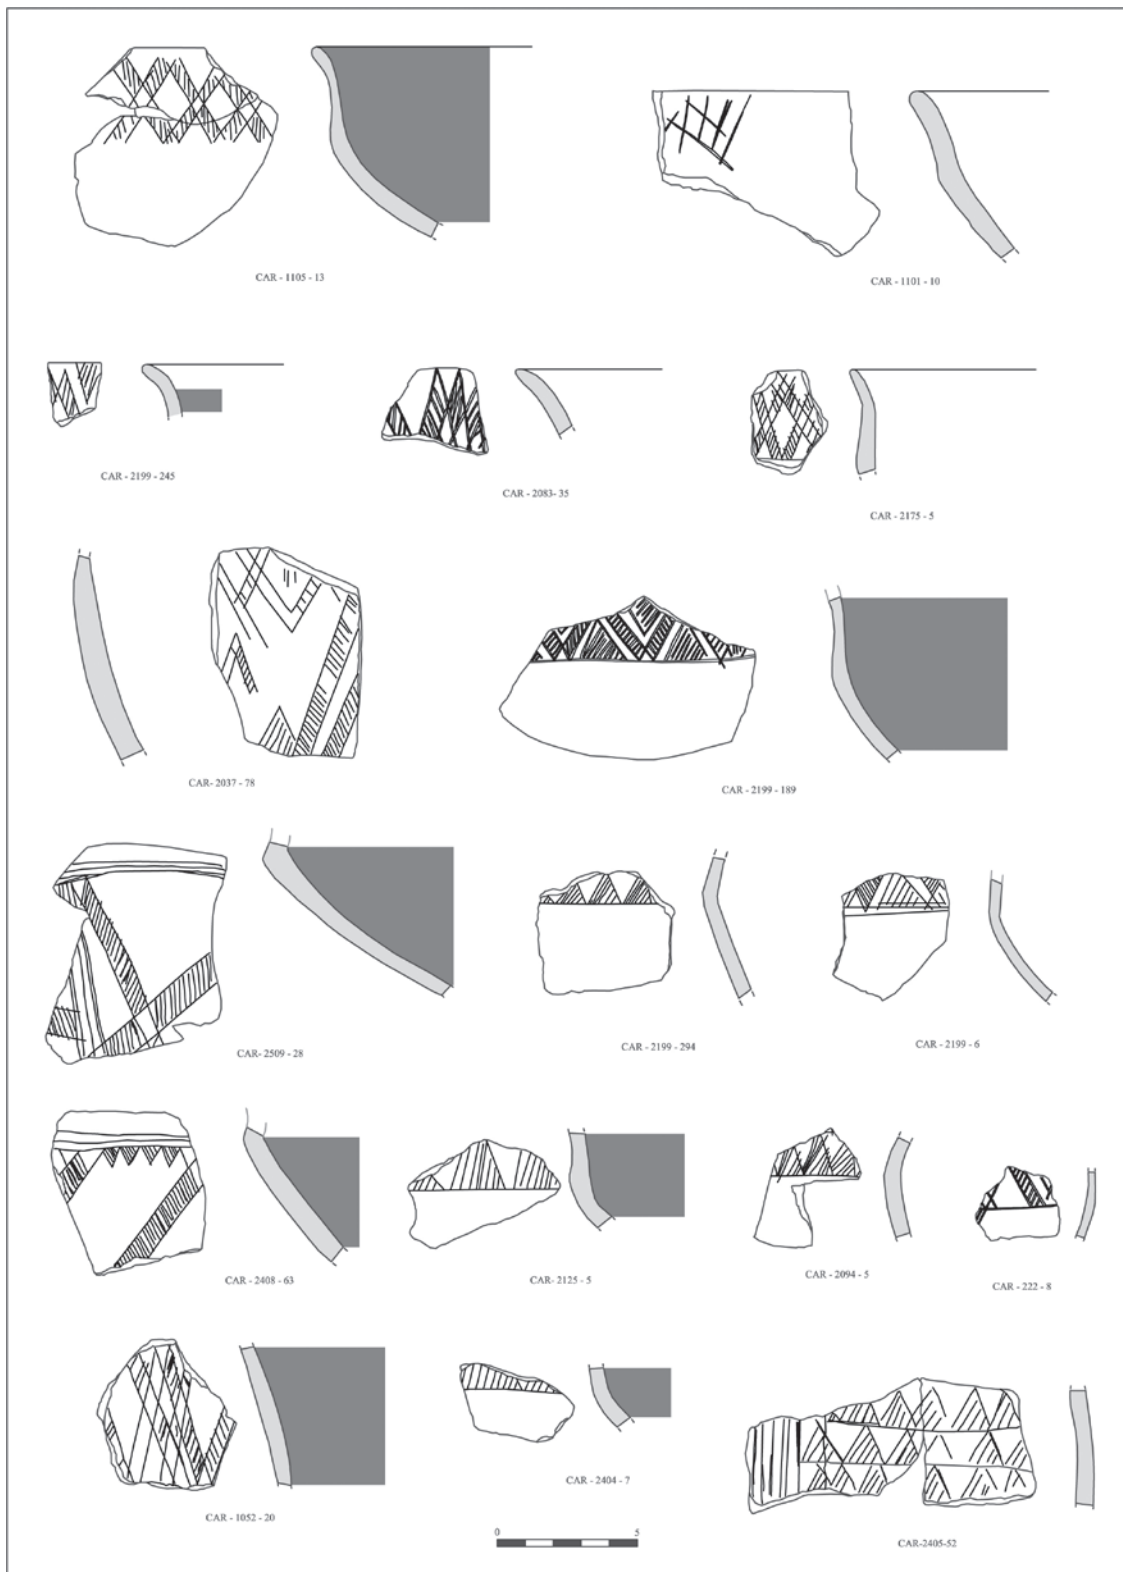 CAR - 1105 - 13
CAR - 1101 - 10
CAR - 2199 - 245
CAR - 2083- 35
CAR - 2175 - 5
CAR- 2037 - 78
CAR - 2199 - 189
CAR- 2509 - 28
CAR - 2199 - 294
CAR - 2199 - 6
CAR - 2408 - 63
CAR- 2125 - 5
CAR - 2094 - 5
CAR - 222 - 8
CAR - 1052 - 20
CAR - 2404 - 7
CAR-2405-52
0 5